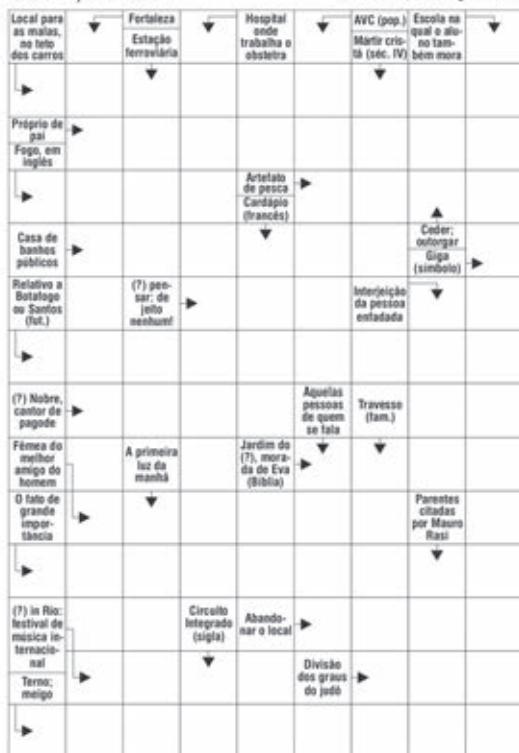 Local para
as malas,
no teto
dos carros
Fortaleza
Estação
ferroviária
Hospital
onde
trabalha o
obstetra
AVC (pop.)
Mártir cris-
tã (séc. IV)
Escola na
qual o alu-
no tam-
bém mora
Próprio de
pai
Fogo, em
inglês
Artefato
de pesca
Cardápio
(francês)
Casa de
banhos
públicos
Ceder;
outorgar
Giga
(símbolo)
Relativo a
Botafogo
ou Santos
(fut.)
(?) pen-
sar: de
jeito
nenhum!
Interjeição
da pessoa
enfadada
(?) Nobre,
cantor de
pagode
Aquelas
pessoas
de quem
se fala
Travesso
(fam.)
Fêmea do
melhor
amigo do
homem
A primeira
luz da
manhã
Jardim do
(?), mora-
da de Eva
(Bíblia)
O fato de
grande
impor-
tância
Parentes
citadas
por Mauro
Rasi
(?) in Rio:
festival de
música in-
ternacio-
nal
Circuito
Integrado
(sigla)
Abando-
nar o local
Terno;
meigo
Divisão
dos graus
do judô